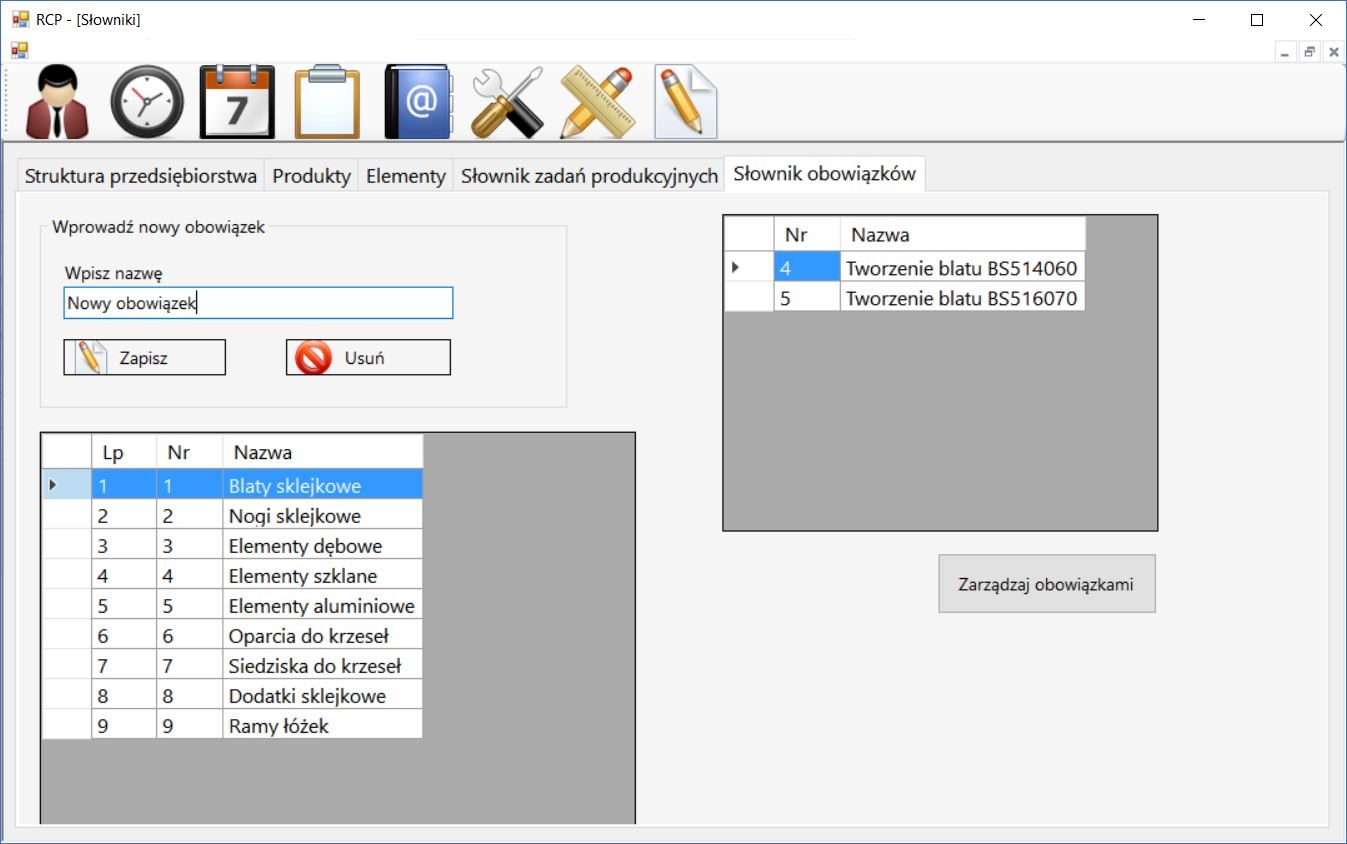 RCP - [Słowniki]
7
@
Struktura przedsiębiorstwa Produkty Elementy Słownik zadań produkcyjnych Słownik obowiązków
Wprowadź nowy obowiązek
Wpisz nazwę
Nowy obowiązek
Zapisz Usuń
Lp Nr Nazwa
1 1 Blaty sklejkowe
2 2 Nogi sklejkowe
3 3 Elementy dębowe
4 4 Elementy szklane
5 5 Elementy aluminiowe
6 6 Oparcia do krzeseł
7 7 Siedziska do krzeseł
8 8 Dodatki sklejkowe
9 9 Ramy łóżek
Nr Nazwa
4 Tworzenie blatu BS514060
5 Tworzenie blatu BS516070
Zarządzaj obowiązkami